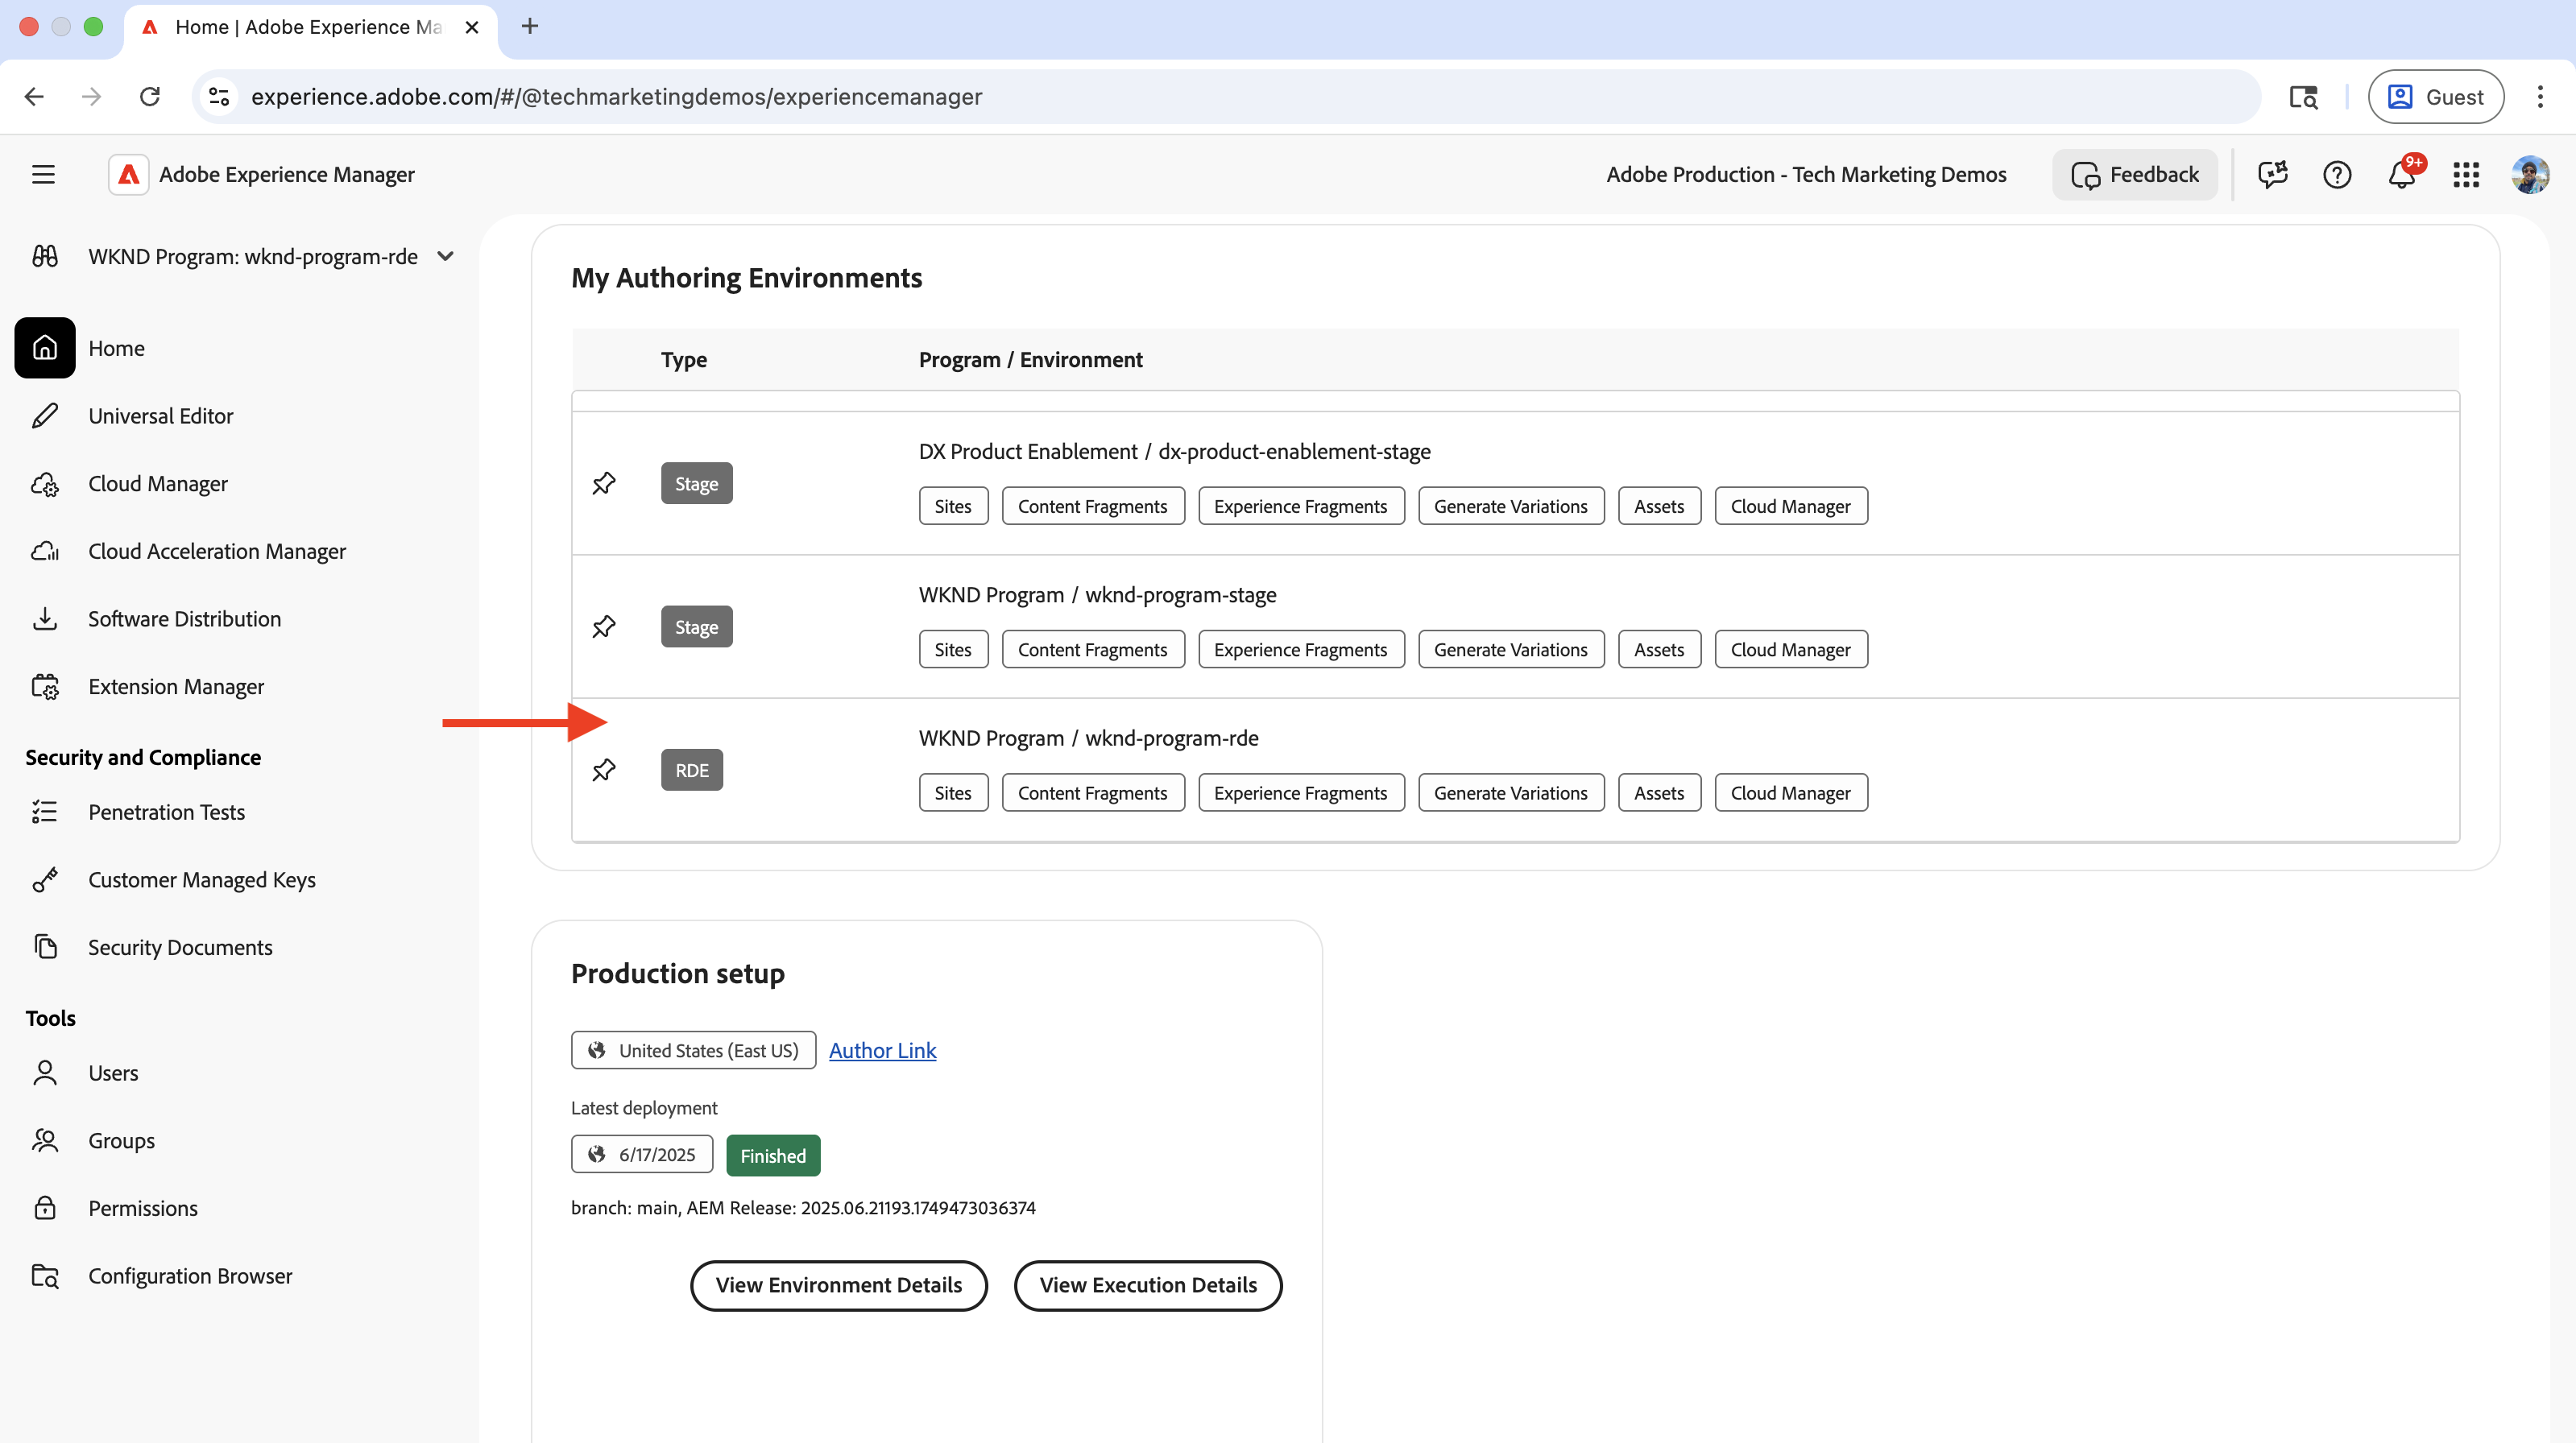 Home | Adobe Experience Ma
experience.adobe.com/#/@techmarketingdemos/experiencemanager
Guest
Adobe Experience Manager
Adobe Production - Tech Marketing Demos
Feedback
9+
WKND Program: wknd-program-rde
Home
Universal Editor
Cloud Manager
Cloud Acceleration Manager
Software Distribution
Extension Manager
Security and Compliance
Penetration Tests
Customer Managed Keys
Security Documents
Tools
Users
Groups
Permissions
Configuration Browser
My Authoring Environments
Type Program / Environment
DX Product Enablement / dx-product-enablement-stage
Stage
Sites Content Fragments Experience Fragments Generate Variations Assets Cloud Manager
WKND Program / wknd-program-stage
Stage
Sites Content Fragments Experience Fragments Generate Variations Assets Cloud Manager
WKND Program / wknd-program-rde
RDE
Sites Content Fragments Experience Fragments Generate Variations Assets Cloud Manager
Production setup
United States (East US) Author Link
Latest deployment
6/17/2025 Finished
branch: main, AEM Release: 2025.06.21193.1749473036374
View Environment Details View Execution Details